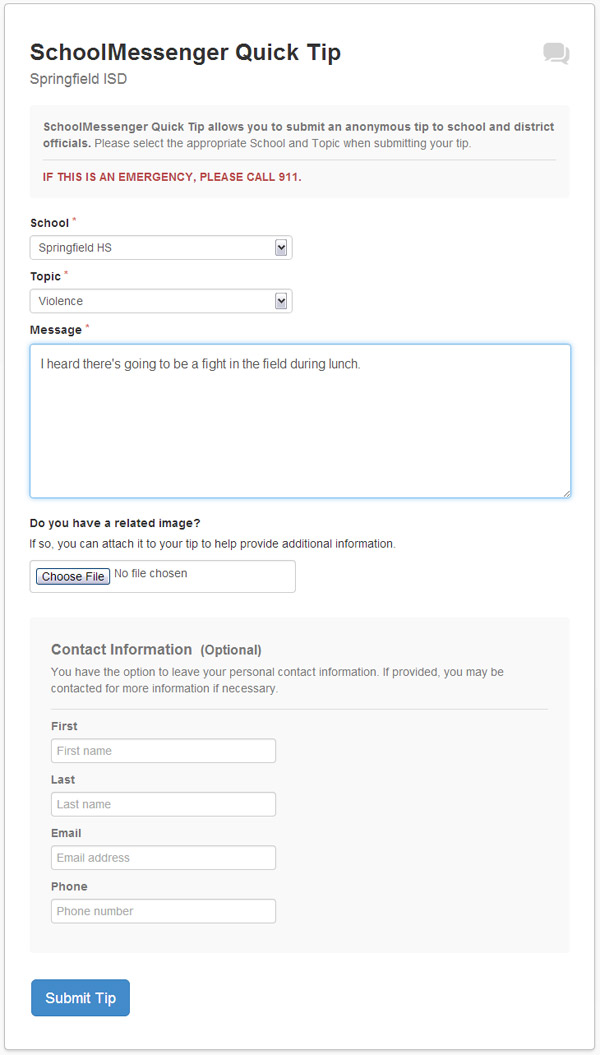 SchoolMessenger Quick Tip
Springfield ISD
SchoolMessenger Quick Tip allows you to submit an anonymous tip to school and district
officials. Please select the appropriate School and Topic when submitting your tip.
IF THIS IS AN EMERGENCY, PLEASE CALL 911.
School *
Springfield HS
Topic *
Violence
Message *
I heard there's going to be a fight in the field during lunch.
Do you have a related image?
If so, you can attach it to your tip to help provide additional information.
Choose File No file chosen
Contact Information (Optional)
You have the option to leave your personal contact information. If provided, you may be
contacted for more information if necessary.
First
First name
Last
Last name
Email
Email address
Phone
Phone number
Submit Tip